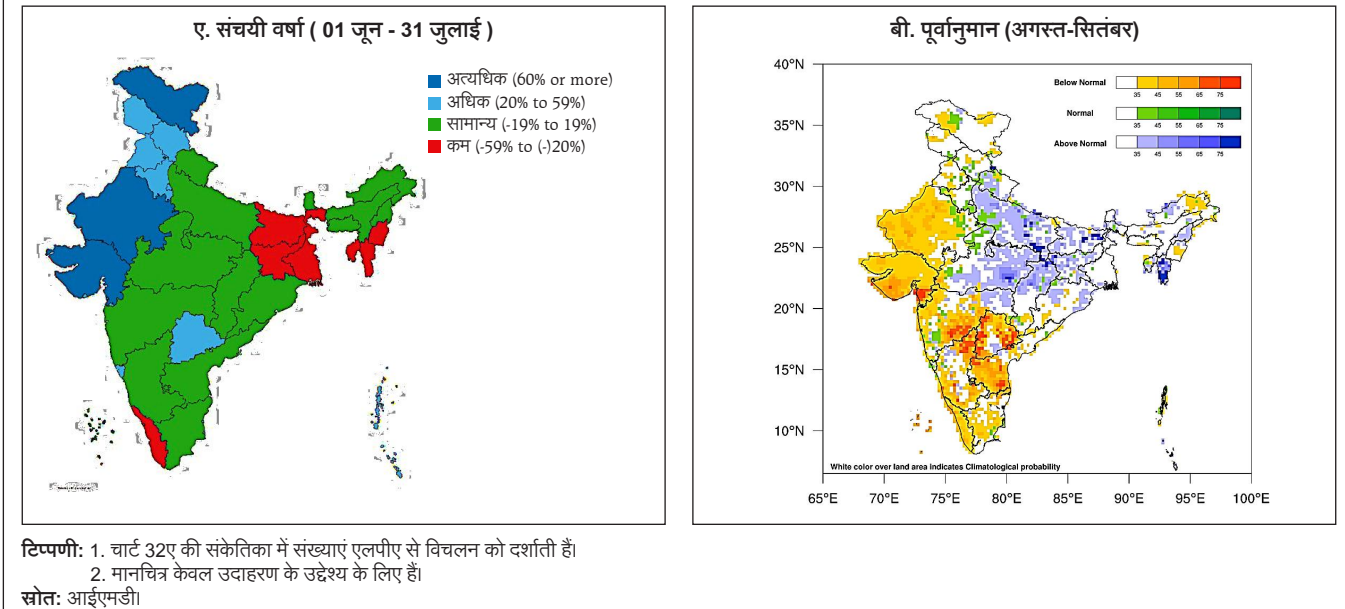 ए. संचयी वर्षा ( 01 जून - 31 जुलाई )
अत्यधिक (60% or more)
अधिक (20% to 59%)
सामान्य (-19% to 19%)
कम (-59% to (-)20%)
बी. पूर्वानुमान (अगस्त-सितंबर)
40°N
35°N
30°N
25°N
20°N
15°N
10°N
Below Normal
35 45 55 65 75
Normal
35 45 55 65 75
Above Normal
35 45 55 65 75
White color over land area indicates Climatological probability
65°E 70°E 75°E 80°E 85°E 90°E 95°E 100°E
टिप्पणी: 1. चार्ट 32ए की संकेतिका में संख्याएं एलपीए से विचलन को दर्शाती हैं।
2. मानचित्र केवल उदाहरण के उद्देश्य के लिए हैं।
स्रोत: आईएमडी।